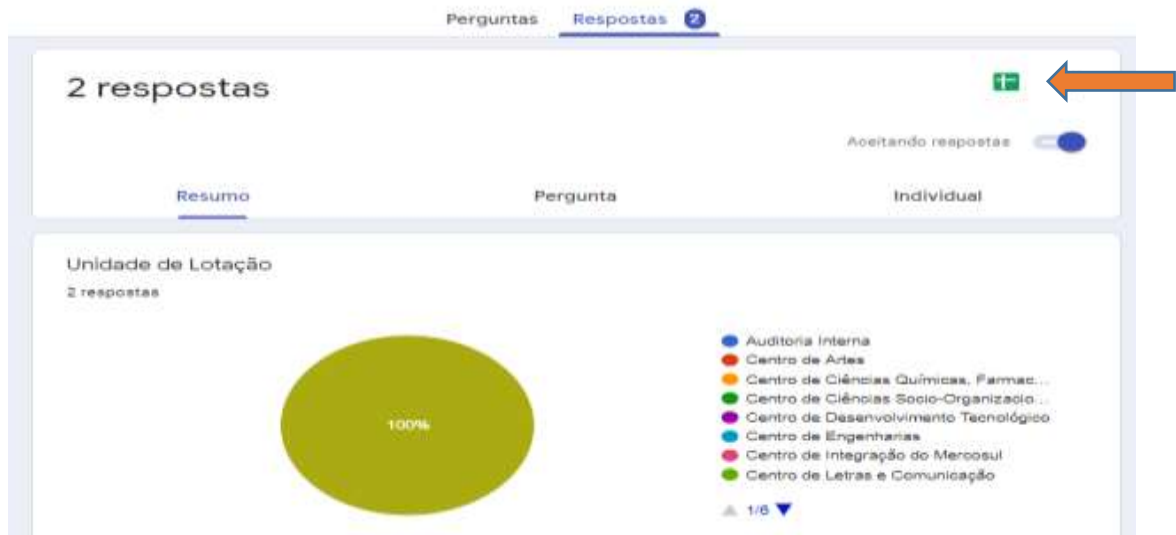 Perguntas Respostas 2
2 respostas
Aceitando respostas
Resumo Pergunta Individual
Unidade de Lotação
2 respostas
100%
Auditoria Interna
Centro de Artes
Centro de Ciências Químicas, Farmac...
Centro de Ciências Socio-Organizacio...
Centro de Desenvolvimento Tecnológico
Centro de Engenharias
Centro de Integração do Mercosul
Centro de Letras e Comunicação
1/6